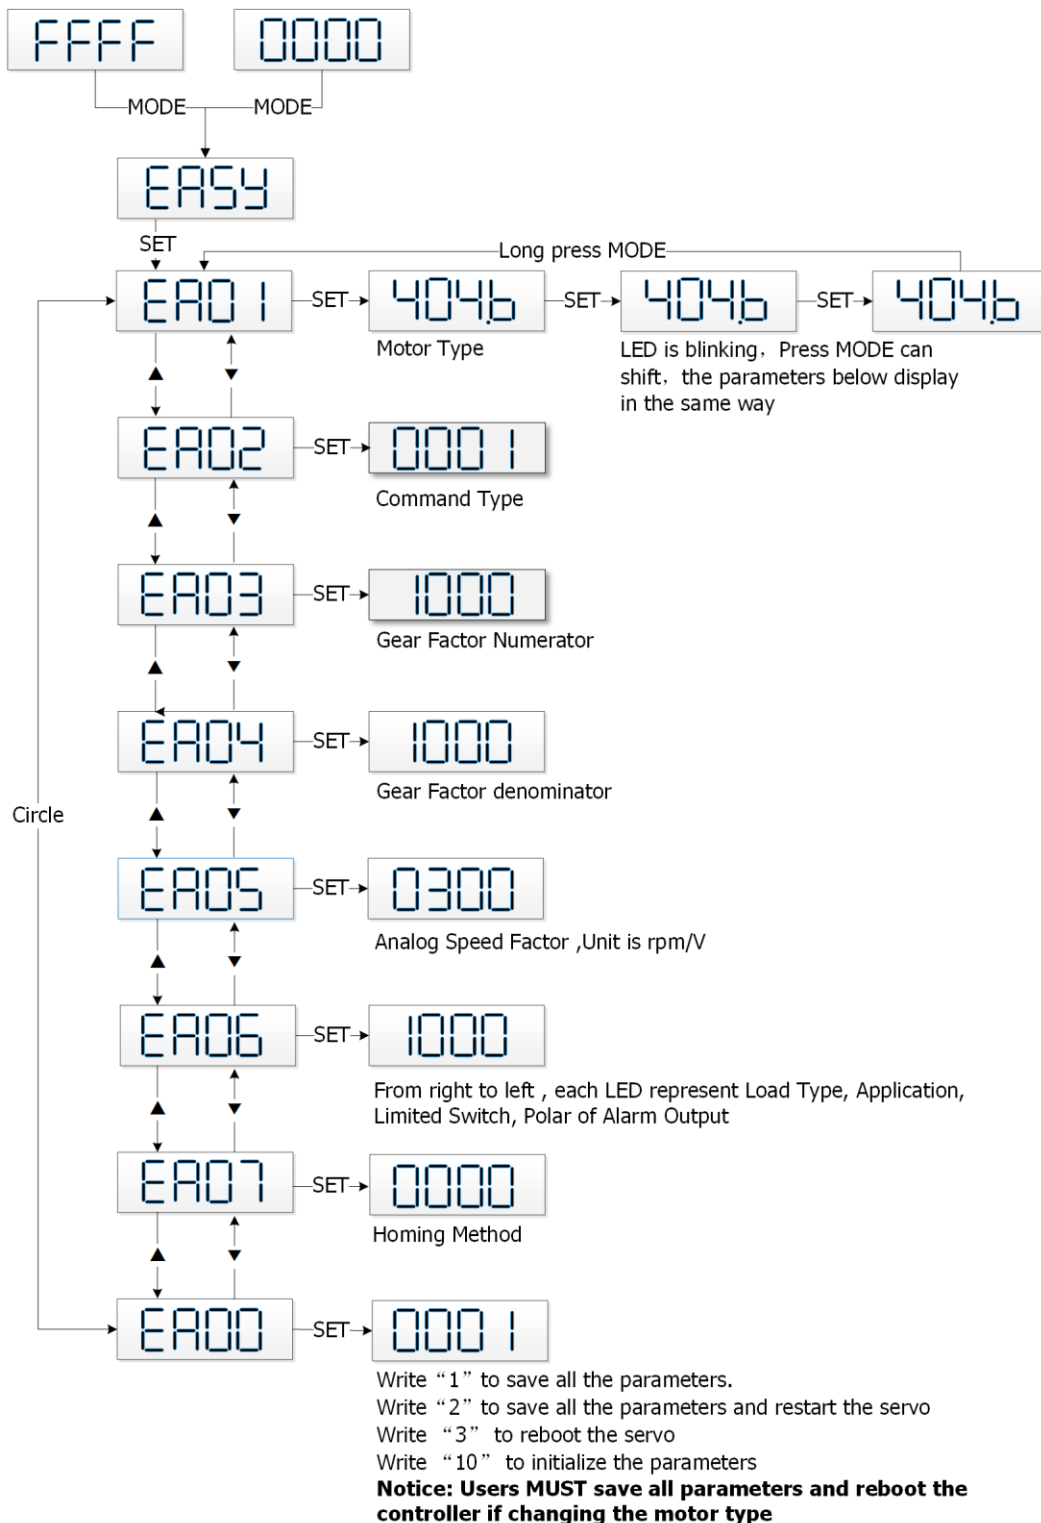 FFFF 0000
MODE MODE
EASY
SET
Long press MODE
EA01 SET 404.b SET 404.b SET 404.b
Motor Type
LED is blinking, Press MODE can
shift, the parameters below display
in the same way
▲ ▼
EA02 SET 0001
Command Type
▲ ▼
EA03 SET 1000
Gear Factor Numerator
▲ ▼
EA04 SET 1000
Gear Factor denominator
Circle
▲ ▼
EA05 SET 0300
Analog Speed Factor ,Unit is rpm/V
▲ ▼
EA06 SET 1000
From right to left , each LED represent Load Type, Application,
Limited Switch, Polar of Alarm Output
▲ ▼
EA07 SET 0000
Homing Method
▲ ▼
EA00 SET 0001
Write “1” to save all the parameters.
Write “2” to save all the parameters and restart the servo
Write “3” to reboot the servo
Write “10” to initialize the parameters
Notice: Users MUST save all parameters and reboot the
controller if changing the motor type